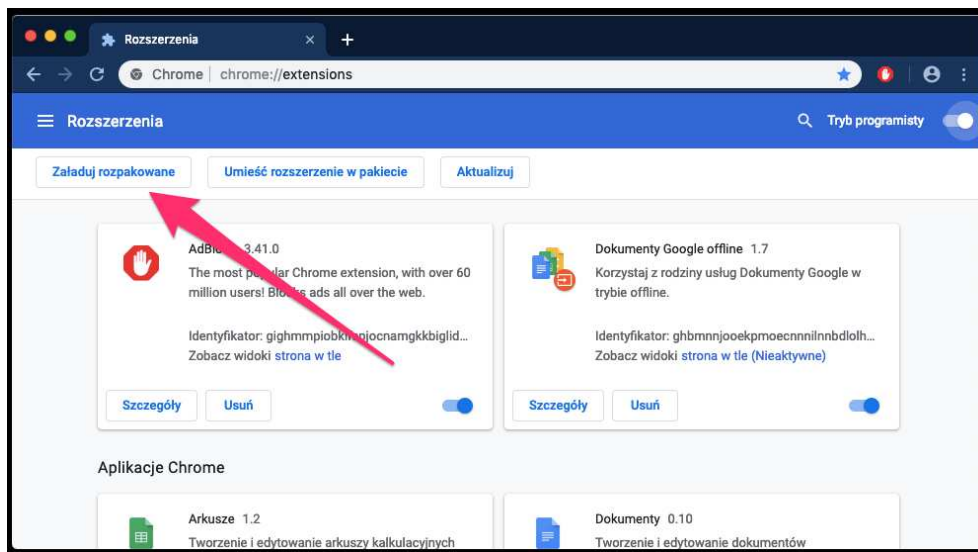 Rozszerzenia
Chrome chrome://extensions
Rozszerzenia
Tryb programisty
Załaduj rozpakowane
Umieść rozszerzenie w pakiecie
Aktualizuj
3.41.0
The most popular Chrome extension, with over 60
million users! Blocks ads all over the web.
Identyfikator:
Zobacz widoki strona w tle
Szczegóły
Usuń
Dokumenty Google offline 1.7
Korzystaj z rodziny usług Dokumenty Google w
trybie offline.
Identyfikator: ghbmnnjooekpmoecnnnilnnbdlolh...
Zobacz widoki strona w tle (Nieaktywne)
Szczegóły
Usuń
Aplikacje Chrome
Arkusze 1.2
Tworzenie i edytowanie arkuszy kalkulacyjnych
Dokumenty 0.10
Tworzenie i edytowanie dokumentów